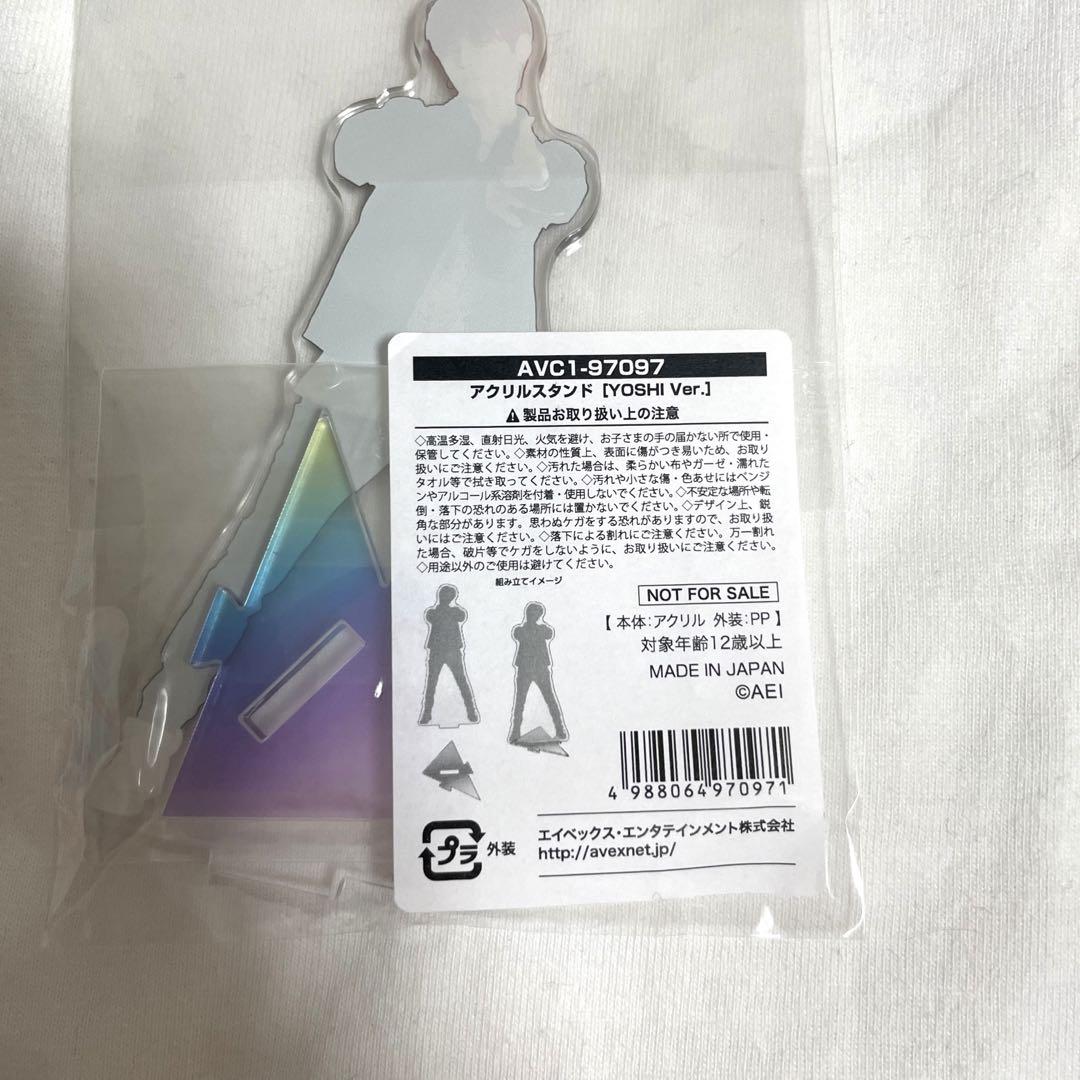 AVC1-97097
アクリルスタンド [YOSHI Ver.]
⚠製品お取り扱い上の注意
◇高温多湿、直射日光、火気を避け、お子さまの手の届かない所で使用・
保管してください。◇素材の性質上、表面に傷がつき易いため、お取り
扱いにご注意ください。◇汚れた場合は、柔らかい布やガーゼ・濡れた
タオル等で拭き取ってください。◇汚れや小さな傷・色あせにはベンジ
ンやアルコール系溶剤を付着・使用しないでください。◇不安定な場所や転
倒・落下の恐れのある場所には置かないでください。◇デザイン上、鋭
角な部分があります。思わぬケガをする恐れがありますので、お取り扱
いにはご注意ください。◇落下による割れにご注意ください。万一割れ
た場合、破片等でケガをしないように、お取り扱いにご注意ください。
◇用途以外のご使用は避けてください。
組み立てイメージ
NOT FOR SALE
【 本体:アクリル 外装:PP 】
対象年齢12歳以上
MADE IN JAPAN
©AEI
4 988064 970971
プラ 外装
エイベックス・エンタテインメント株式会社
http://avexnet.jp/